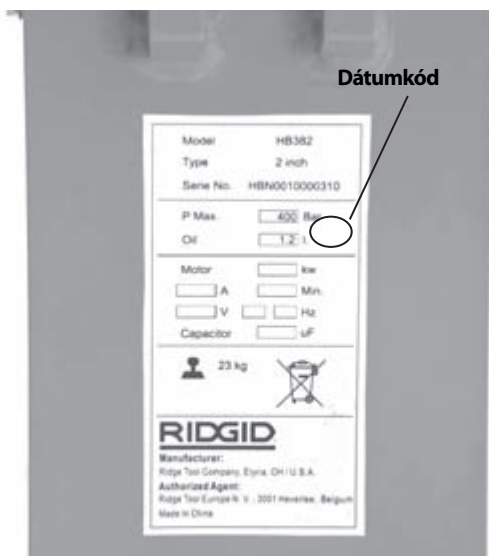 Dátumkód
Model HB382
Type 2 inch
Serie No. HBN0010000310
P Max. 400 Bar
Oil 1.2 l.
Motor kw
A Min.
V Hz
Capacitor uF
23 kg
RIDGID
Manufacturer:
Ridge Tool Company, Elyria, OH / U.S.A.
Authorized Agent:
Ridge Tool Europe N. V., 3001 Heverlee, Belgium
Made in China